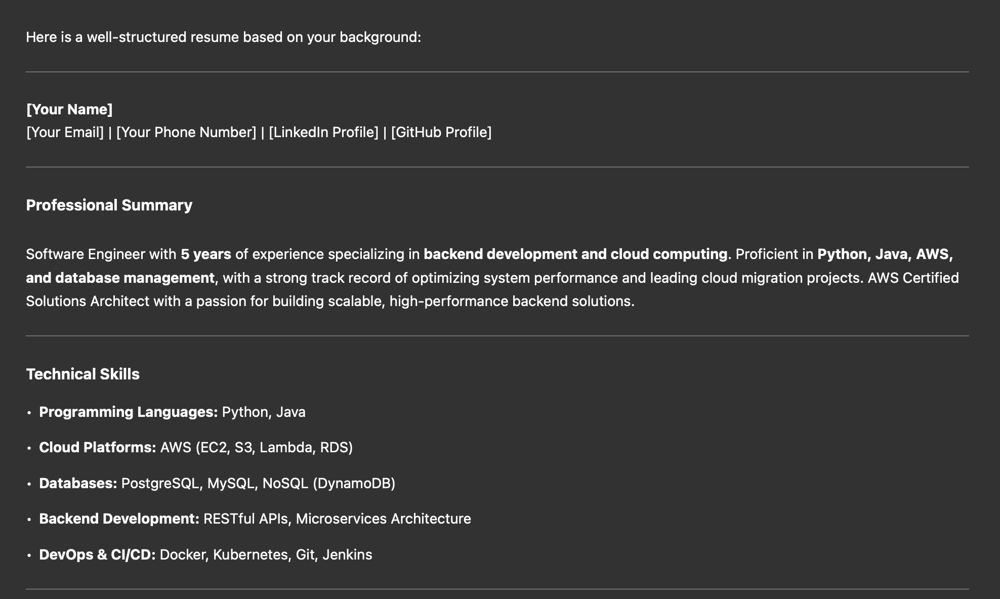 Here is a well-structured resume based on your background:
[Your Name]
[Your Email] | [Your Phone Number] | [LinkedIn Profile] | [GitHub Profile]
Professional Summary
Software Engineer with 5 years of experience specializing in backend development and cloud computing. Proficient in Python, Java, AWS,
and database management, with a strong track record of optimizing system performance and leading cloud migration projects. AWS Certified
Solutions Architect with a passion for building scalable, high-performance backend solutions.
Technical Skills
• Programming Languages: Python, Java
• Cloud Platforms: AWS (EC2, S3, Lambda, RDS)
• Databases: PostgreSQL, MySQL, NoSQL (DynamoDB)
• Backend Development: RESTful APIs, Microservices Architecture
• DevOps & CI/CD: Docker, Kubernetes, Git, Jenkins